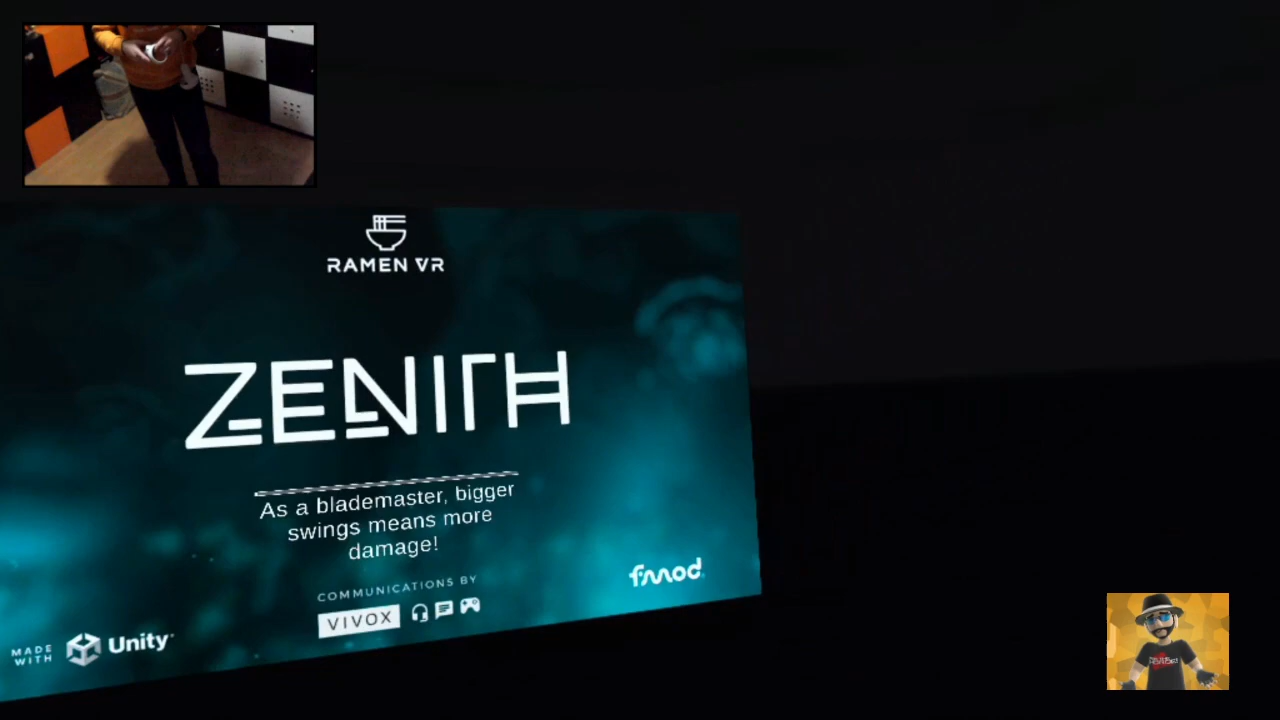 RAMEN VR
ZENITH
As a blademaster, bigger
swings means more
damage!
COMMUNICATIONS BY
VIVOX
fmod
MADE
WITH
Unity